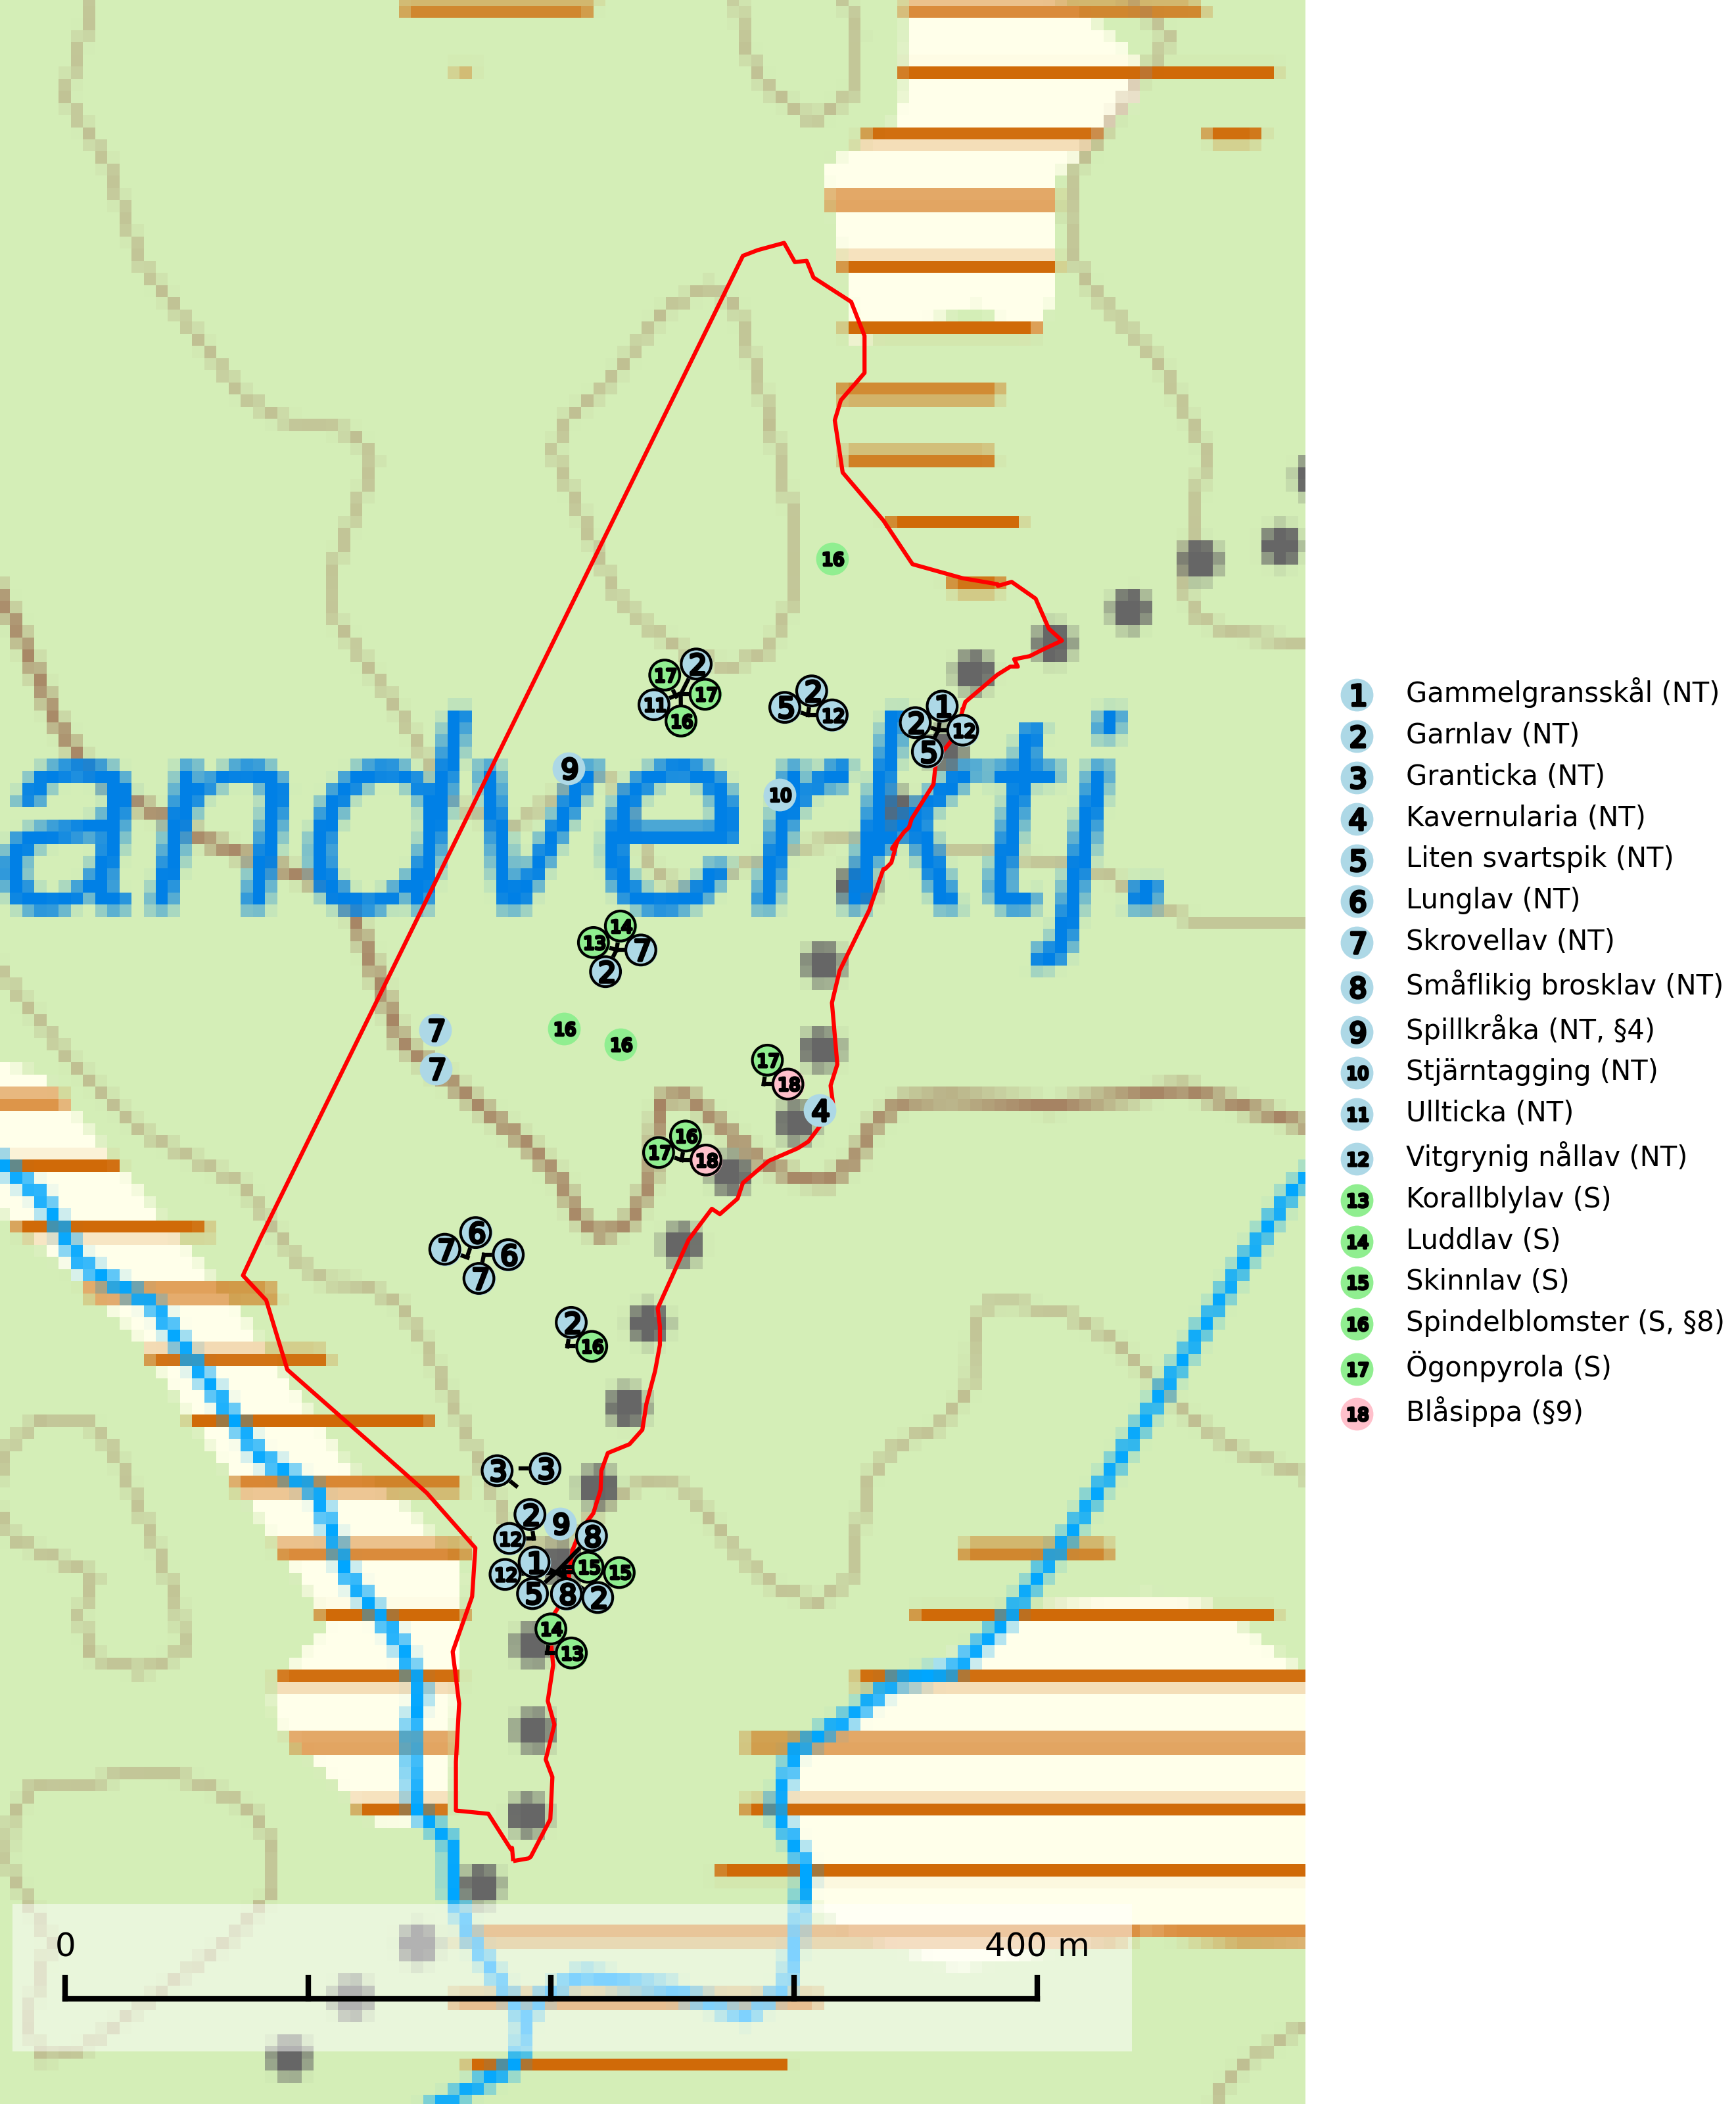 16
2
17
17
11
16
2
5
12
1
2
12
5
9
10
andverktj.
14
13
7
2
7
16
16
7
17
18
4
16
17
18
6
7
6
7
2
16
3
3
2
9
12
8
1
15
12
15
5
8
2
14
13
0
400 m
1 Gammelgransskål (NT)
2 Garnlav (NT)
3 Granticka (NT)
4 Kavernularia (NT)
5 Liten svartspik (NT)
6 Lunglav (NT)
7 Skrovellav (NT)
8 Småflikig brosklav (NT)
9 Spillkråka (NT, §4)
10 Stjärntagging (NT)
11 Ullticka (NT)
12 Vitgrynig nållav (NT)
13 Korallblylav (S)
14 Luddlav (S)
15 Skinnlav (S)
16 Spindelblomster (S, §8)
17 Ögonpyrola (S)
18 Blåsippa (§9)